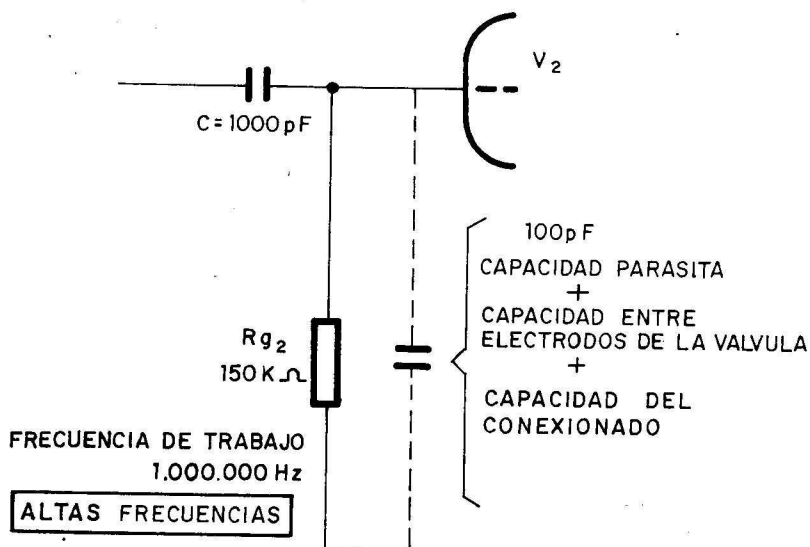 V2
C=1000pF
100pF
CAPACIDAD PARASITA
+
CAPACIDAD ENTRE
ELECTRODOS DE LA VALVULA
+
CAPACIDAD DEL
CONEXIONADO
Rg2
150KΩ
FRECUENCIA DE TRABAJO
1.000.000 Hz
ALTAS FRECUENCIAS